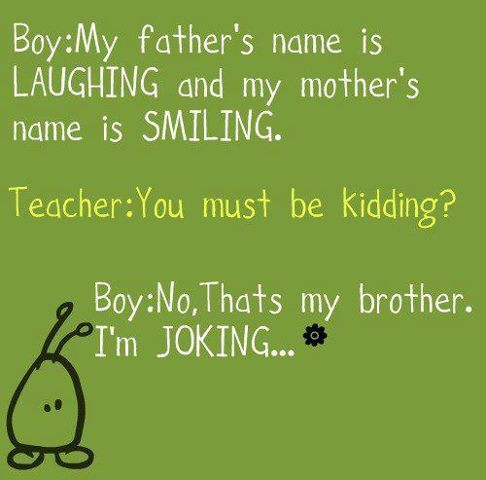 Boy:My father's name is
LAUGHING and my mother's
name is SMILING.
Teacher:You must be kidding?
Boy:No,Thats my brother.
I'm JOKING...